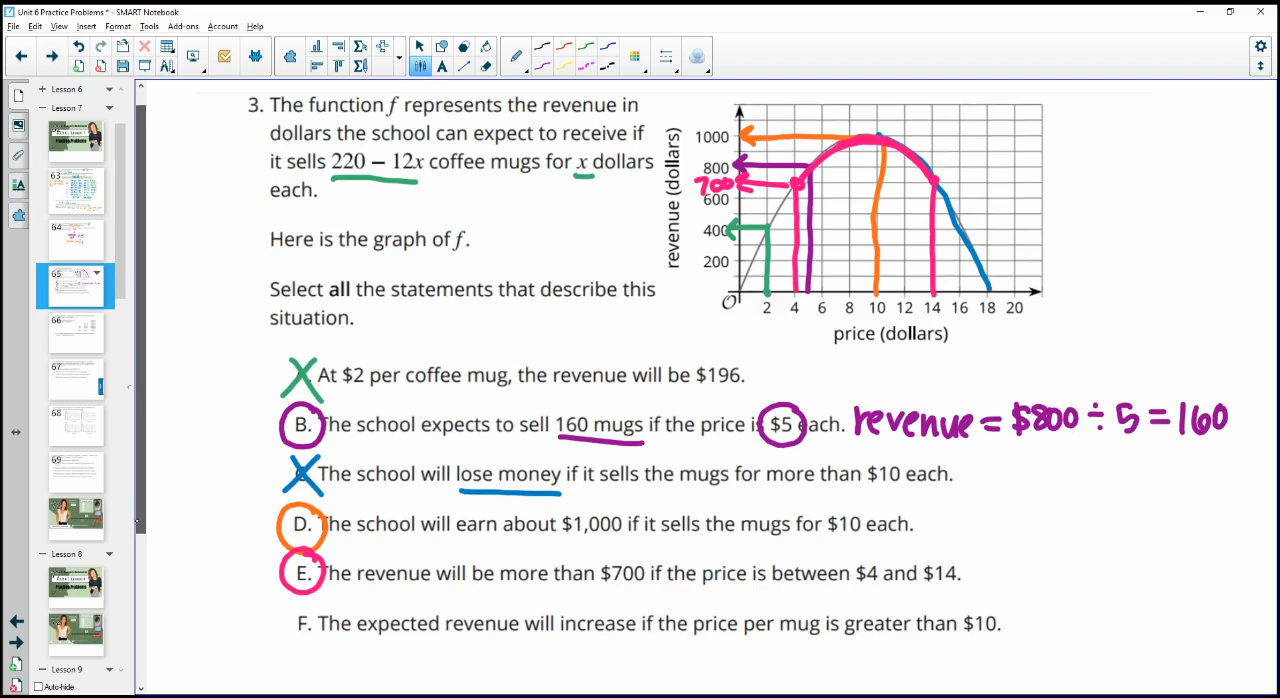 Unit 6 Practice Problems * - SMART Notebook
File Edit View Insert Format Tools Add-ons Account Help
Lesson 6
Lesson 7
63
64
65
66
67
68
69
Lesson 8
Lesson 9
Auto-hide
3. The function f represents the revenue in
dollars the school can expect to receive if
it sells 220 – 12x coffee mugs for x dollars
each.
Here is the graph of f.
Select all the statements that describe this
situation.
revenue (dollars)
1000
800
700
600
400
200
O
2 4 6 8 10 12 14 16 18 20
price (dollars)
At $2 per coffee mug, the revenue will be $196.
B. The school expects to sell 160 mugs if the price is $5 each. revenue = $800 ÷ 5 = 160
The school will lose money if it sells the mugs for more than $10 each.
D. The school will earn about $1,000 if it sells the mugs for $10 each.
E. The revenue will be more than $700 if the price is between $4 and $14.
F. The expected revenue will increase if the price per mug is greater than $10.